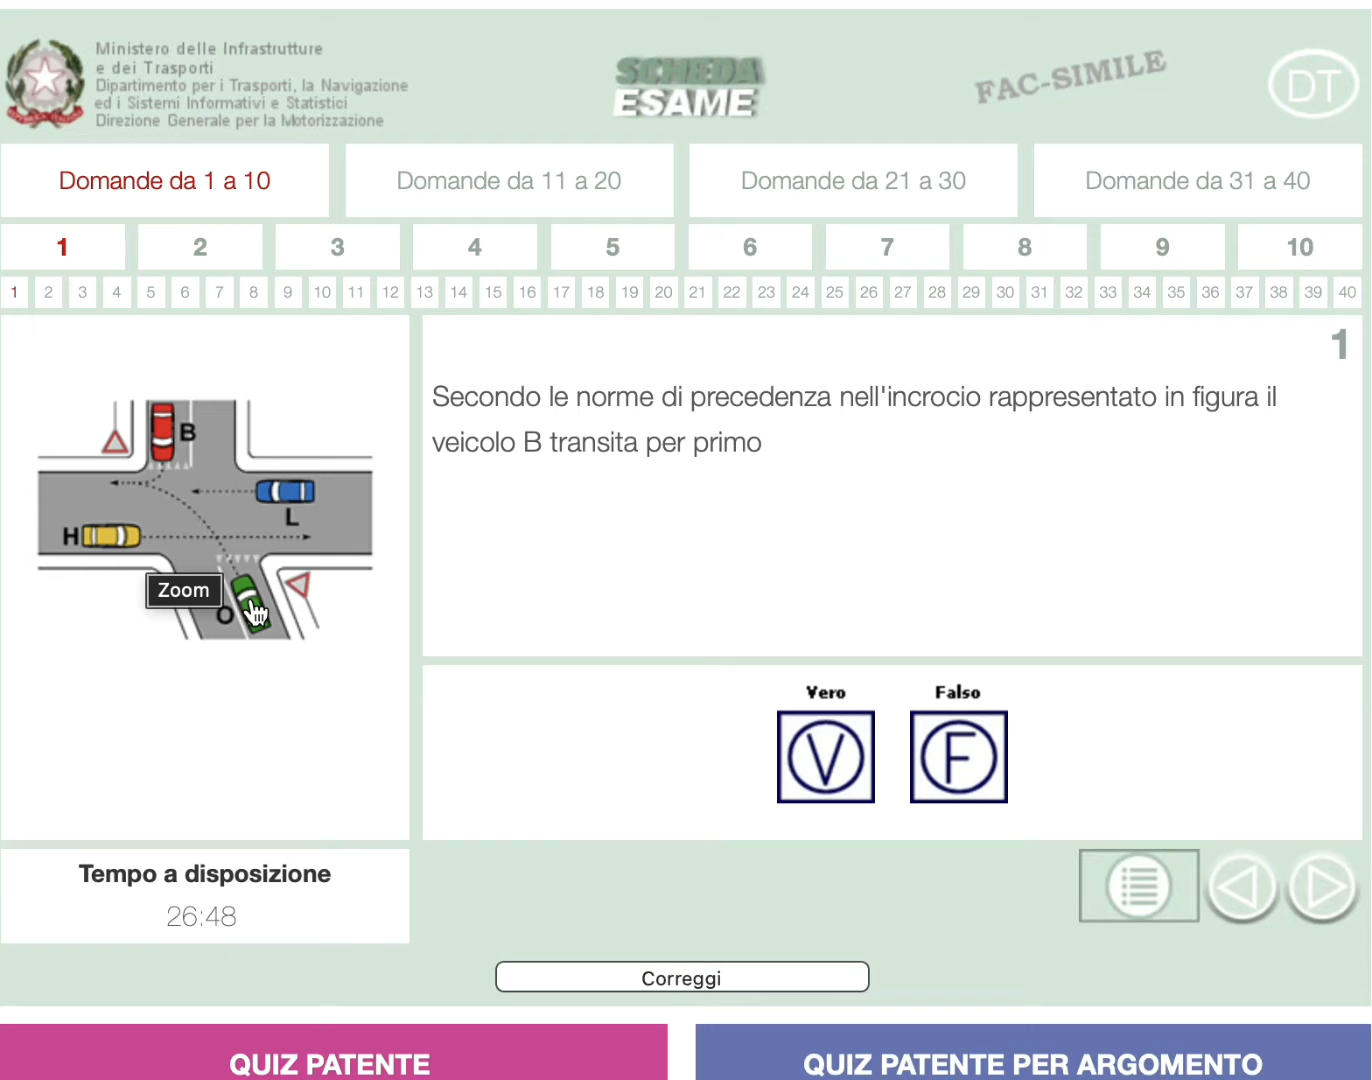 Ministero delle Infrastrutture
e dei Trasporti
Dipartimento per i Trasporti, la Navigazione
ed i Sistemi Informativi e Statistici
Direzione Generale per la Motorizzazione
SCHEDA
ESAME
FAC-SIMILE
DT
Domande da 1 a 10
Domande da 11 a 20
Domande da 21 a 30
Domande da 31 a 40
1 2 3 4 5 6 7 8 9 10
1 2 3 4 5 6 7 8 9 10 11 12 13 14 15 16 17 18 19 20 21 22 23 24 25 26 27 28 29 30 31 32 33 34 35 36 37 38 39 40
B
L
H
Zoom
O
1
Secondo le norme di precedenza nell'incrocio rappresentato in figura il
veicolo B transita per primo
Vero
Falso
V
F
Tempo a disposizione
26:48
Correggi
QUIZ PATENTE
QUIZ PATENTE PER ARGOMENTO